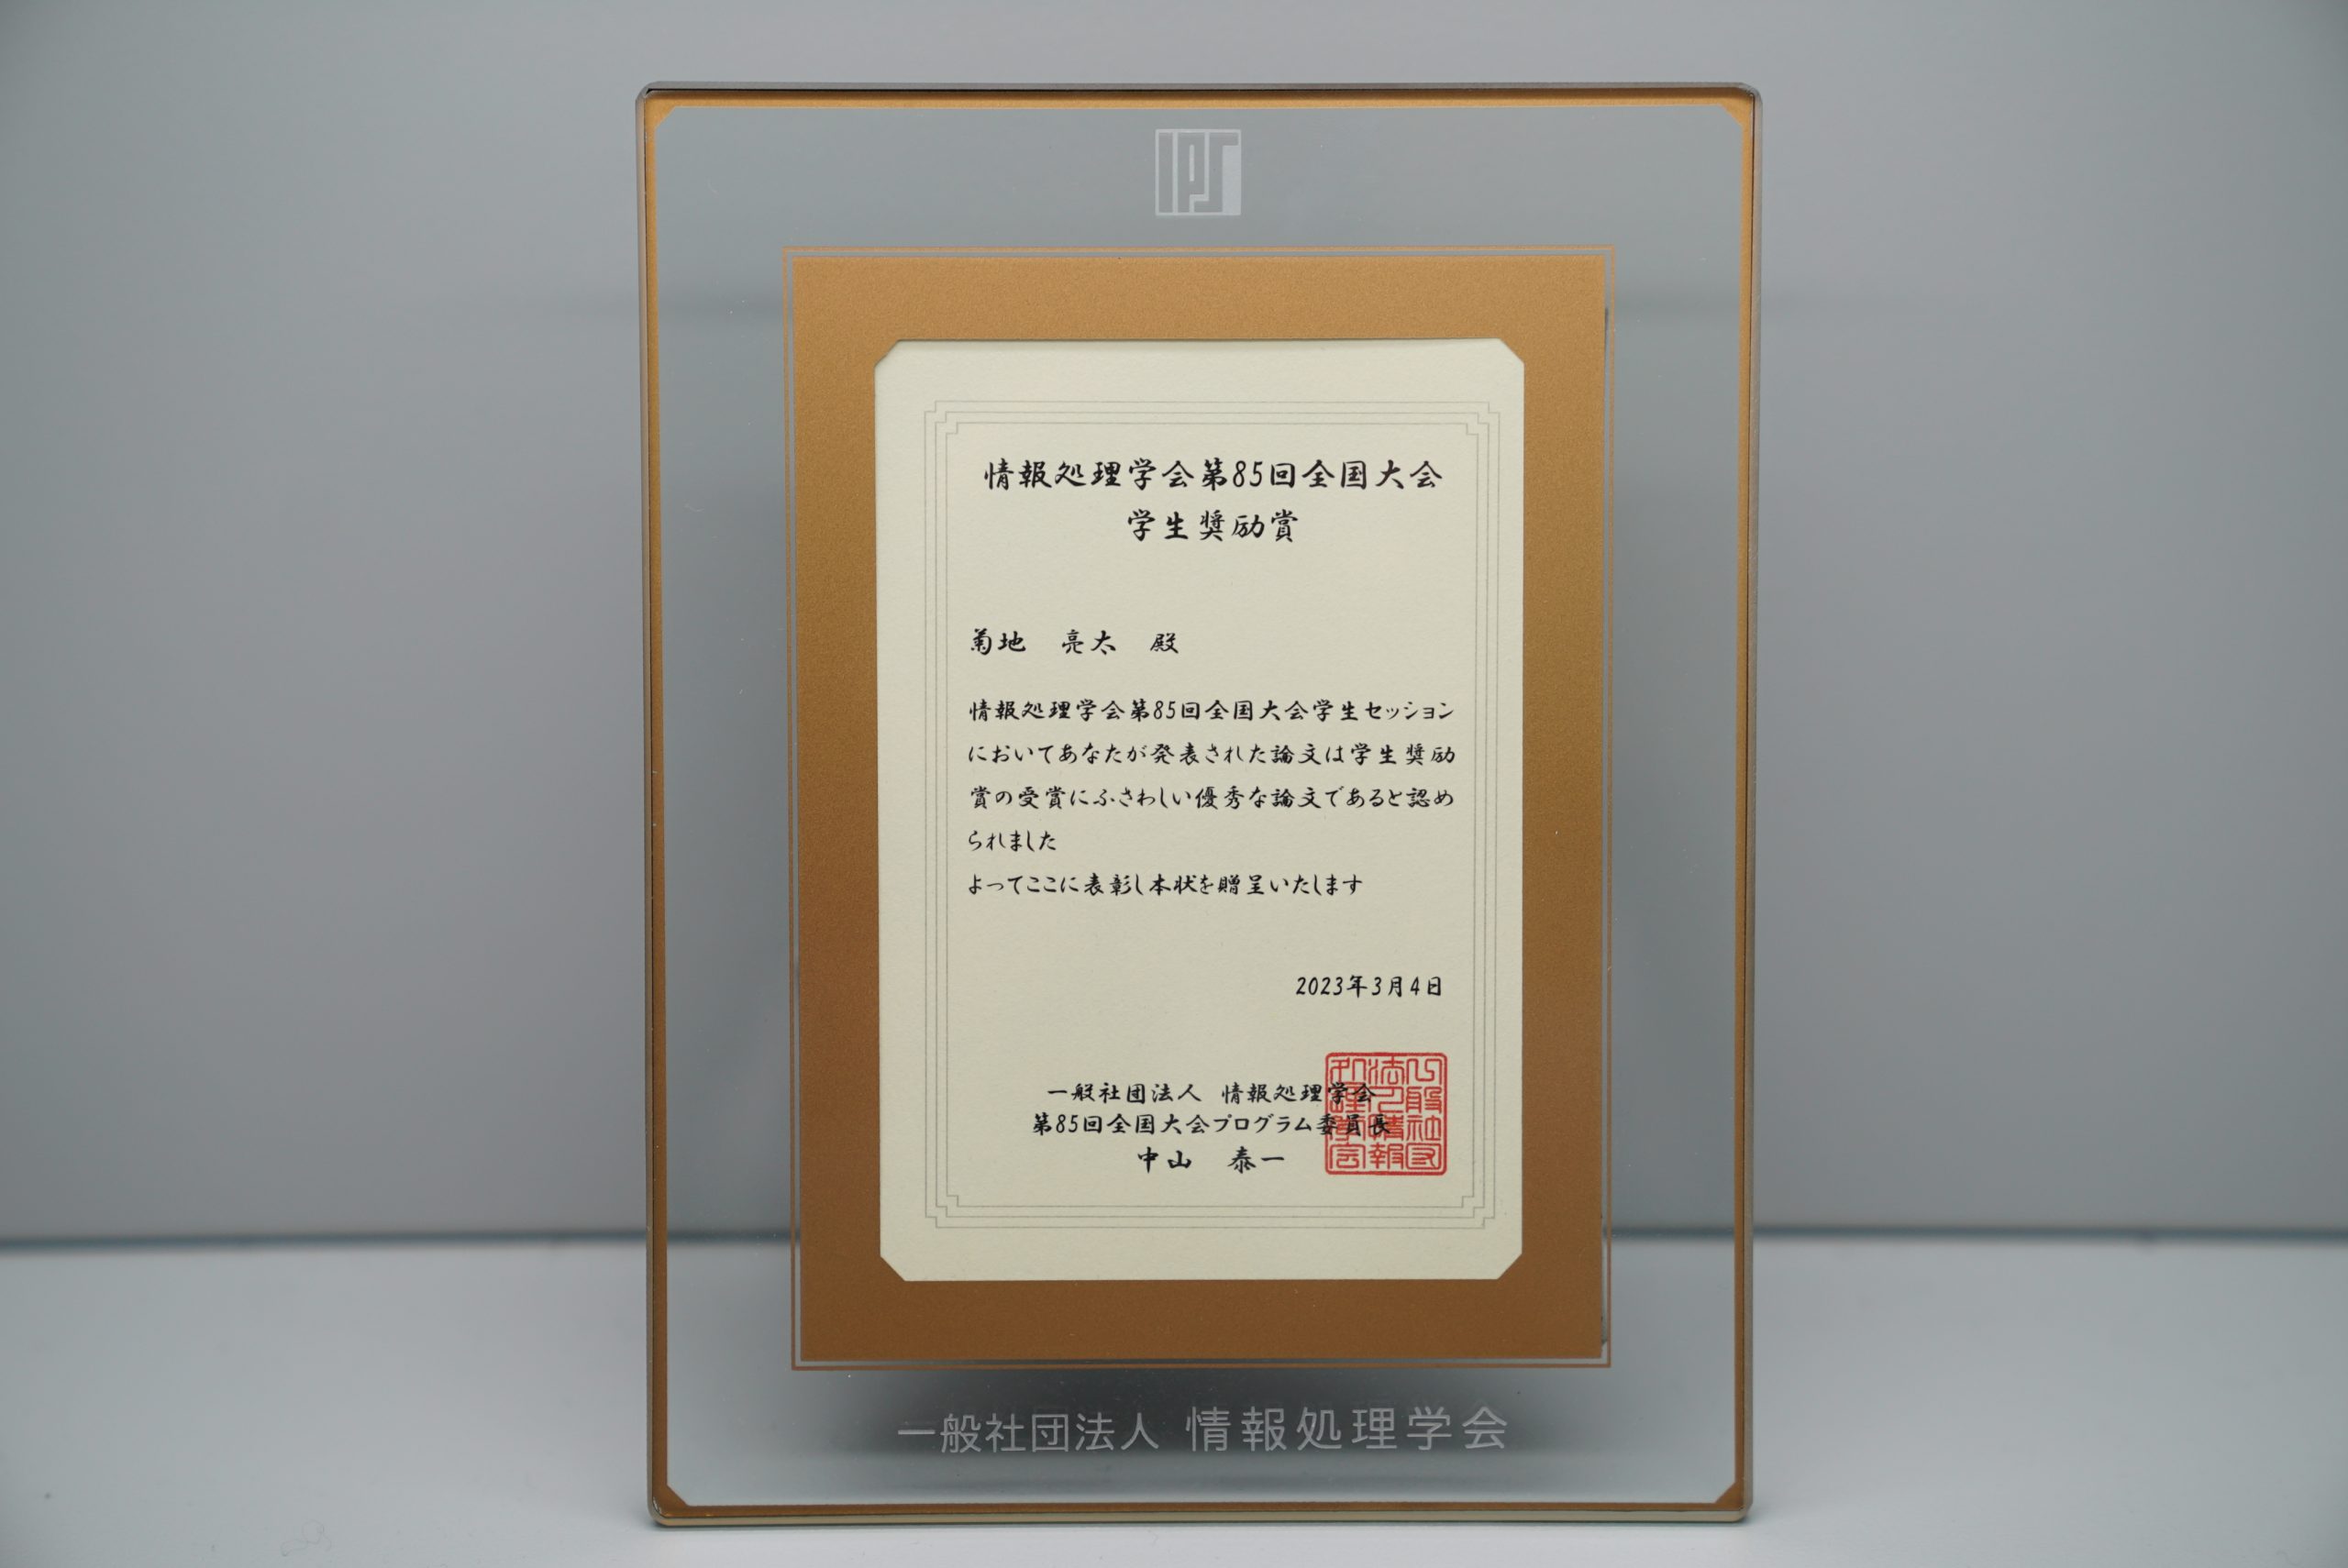 IPS
情報処理学会第85回全国大会
学生奨励賞
菊地 亮太 殿
情報処理学会第85回全国大会学生セッション
においてあなたが発表された論文は学生奨励
賞の受賞にふさわしい優秀な論文であると認め
られました
よってここに表彰し本状を贈呈いたします
2023年3月4日
一般社団法人 情報処理学会
第85回全国大会プログラム委員長
中山 泰一
一般社団法人 情報処理学会